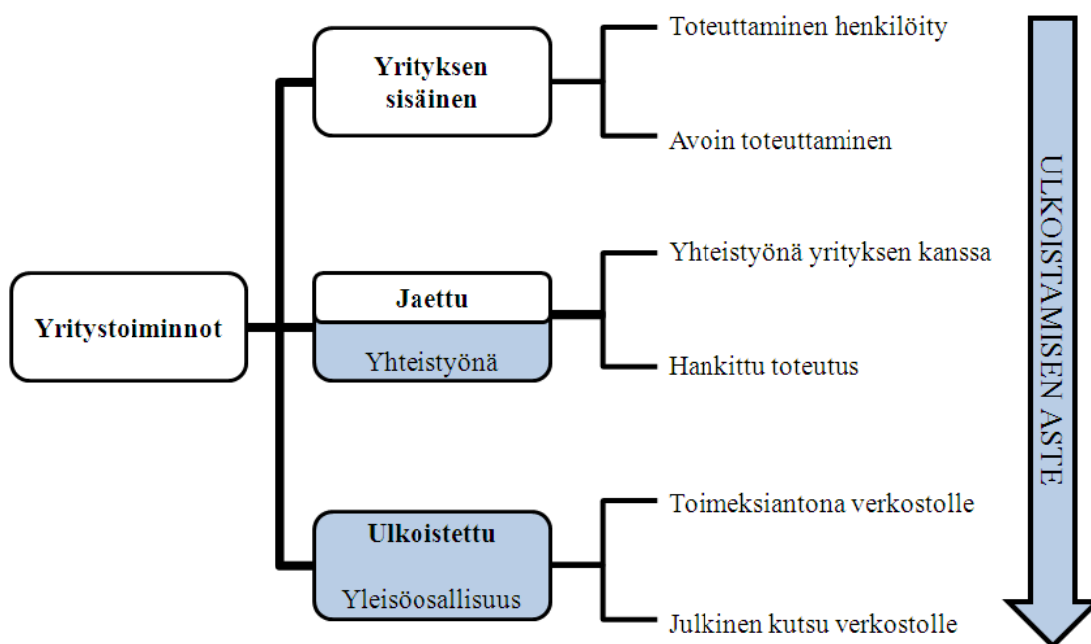 Toteuttaminen henkilöity
Yrityksen
sisäinen
Avoin toteuttaminen
Yhteistyönä yrityksen kanssa
Jaettu
Yritystoiminnot
Yhteistyönä
Hankittu toteutus
Toimeksiantona verkostolle
Ulkoistettu
Yleisöosallisuus
Julkinen kutsu verkostolle
ULKOISTAMISEN ASTE